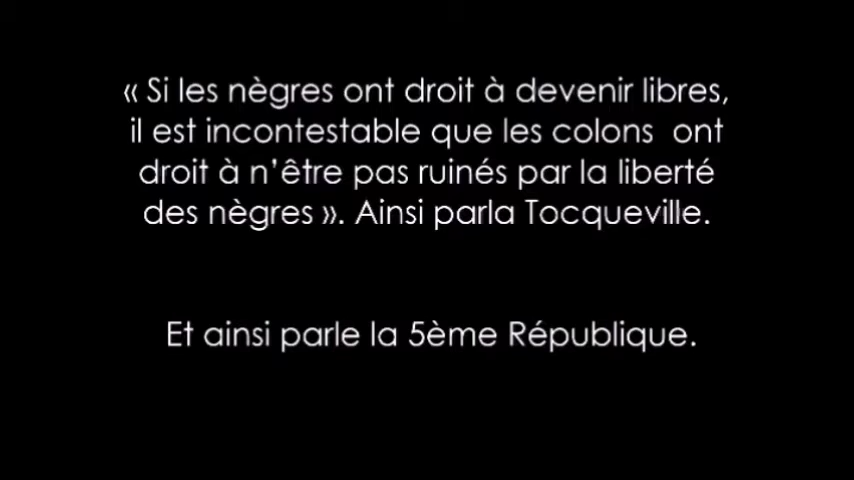 « Si les nègres ont droit à devenir libres,
il est incontestable que les colons  ont
droit à n'être pas ruinés par la liberté
des nègres ». Ainsi parla Tocqueville.
Et ainsi parle la 5ème République.